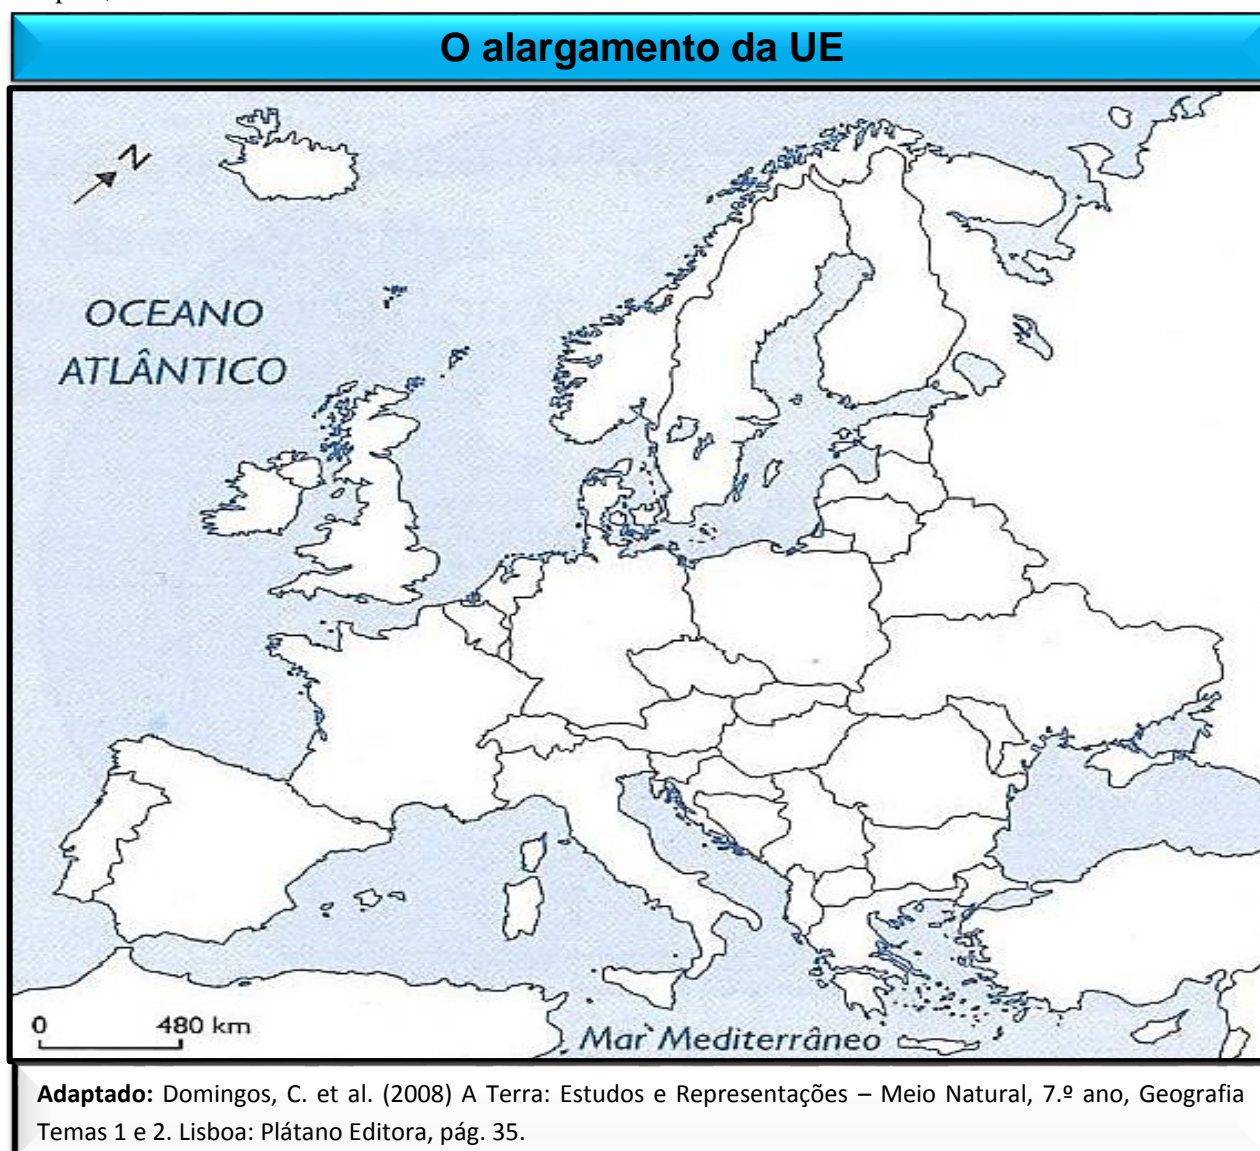 O alargamento da UE
N
OCEANO
ATLÂNTICO
0 480 km
Mar Mediterrâneo
Adaptado: Domingos, C. et al. (2008) A Terra: Estudos e Representações – Meio Natural, 7.º ano, Geografia
Temas 1 e 2. Lisboa: Plátano Editora, pág. 35.